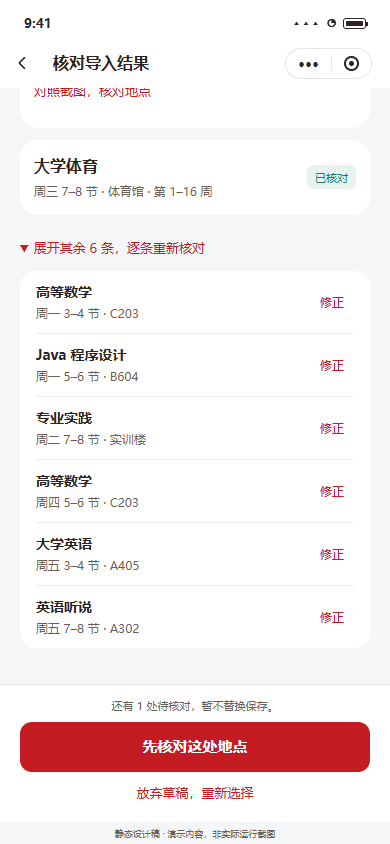 9:41
核对导入结果
对照截图，核对地点
大学体育
周三 7–8 节 · 体育馆 · 第 1–16 周
已核对
▼ 展开其余 6 条，逐条重新核对
高等数学
周一 3–4 节 · C203
修正
Java 程序设计
周一 5–6 节 · B604
修正
专业实践
周二 7–8 节 · 实训楼
修正
高等数学
周四 5–6 节 · C203
修正
大学英语
周五 3–4 节 · A405
修正
英语听说
周五 7–8 节 · A302
修正
还有 1 处待核对，暂不替换保存。
先核对这处地点
放弃草稿，重新选择
静态设计稿 · 演示内容，非实际运行截图